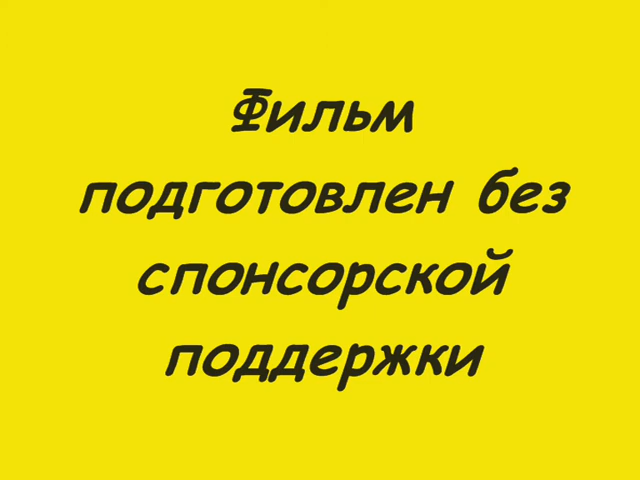 Фильм
подготовлен без
спонсорской
поддержки